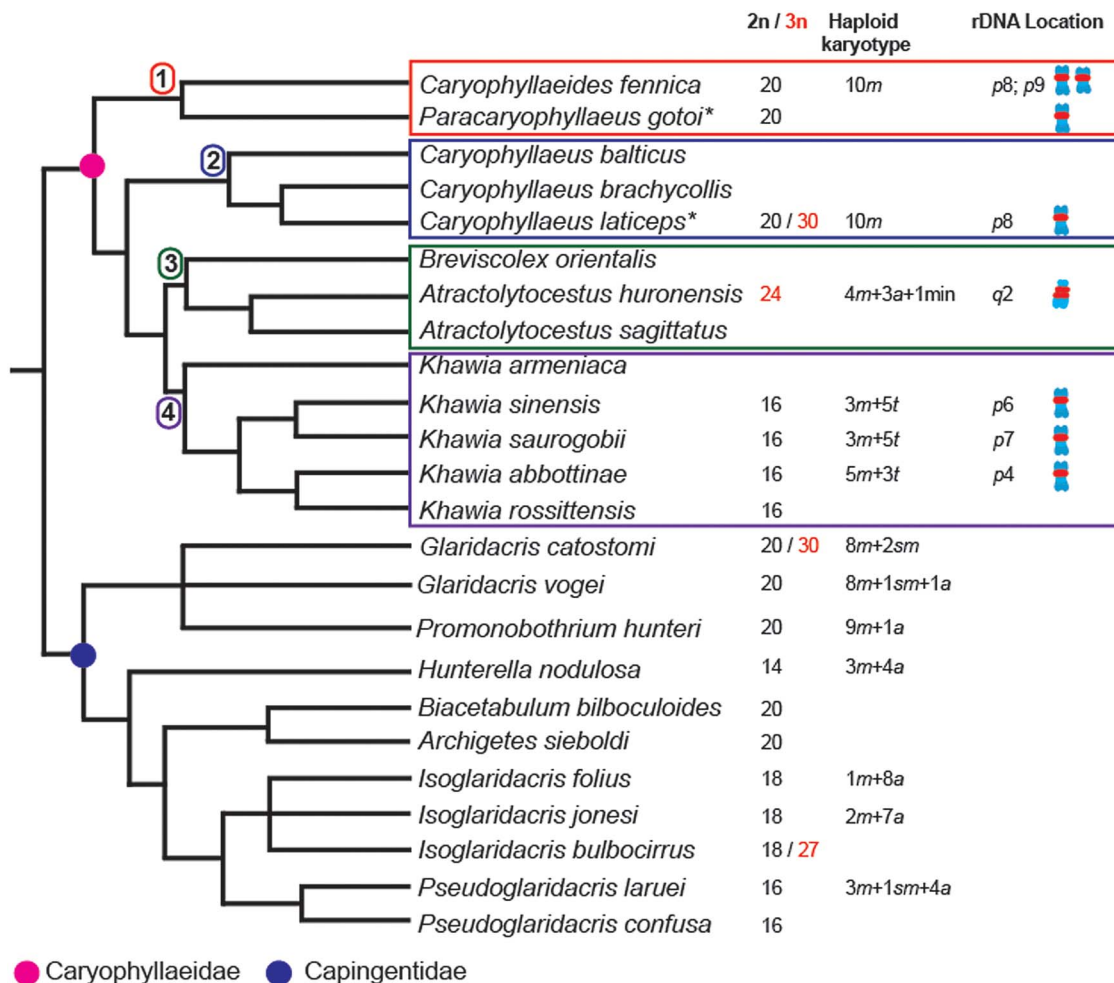 2n / 3n Haploid karyotype rDNA Location
1 Caryophyllaeides fennica 20 10m p8; p9
Paracaryophyllaeus gotoi* 20
2 Caryophyllaeus balticus
Caryophyllaeus brachycollis
Caryophyllaeus laticeps* 20 / 30 10m p8
3 Breviscolex orientalis
Atractolytocestus huronensis 24 4m+3a+1min q2
Atractolytocestus sagittatus
Khawia armeniaca
4 Khawia sinensis 16 3m+5t p6
Khawia saurogobii 16 3m+5t p7
Khawia abbottinae 16 5m+3t p4
Khawia rossittensis 16
Glaridacris catostomi 20 / 30 8m+2sm
Glaridacris vogei 20 8m+1sm+1a
Promonobothrium hunteri 20 9m+1a
Hunterella nodulosa 14 3m+4a
Biacetabulum bilboculoides 20
Archigetes sieboldi 20
Isoglaridacris folius 18 1m+8a
Isoglaridacris jonesi 18 2m+7a
Isoglaridacris bulbocirrus 18 / 27
Pseudoglaridacris laruei 16 3m+1sm+4a
Pseudoglaridacris confusa 16
Caryophyllaeidae Capingentidae